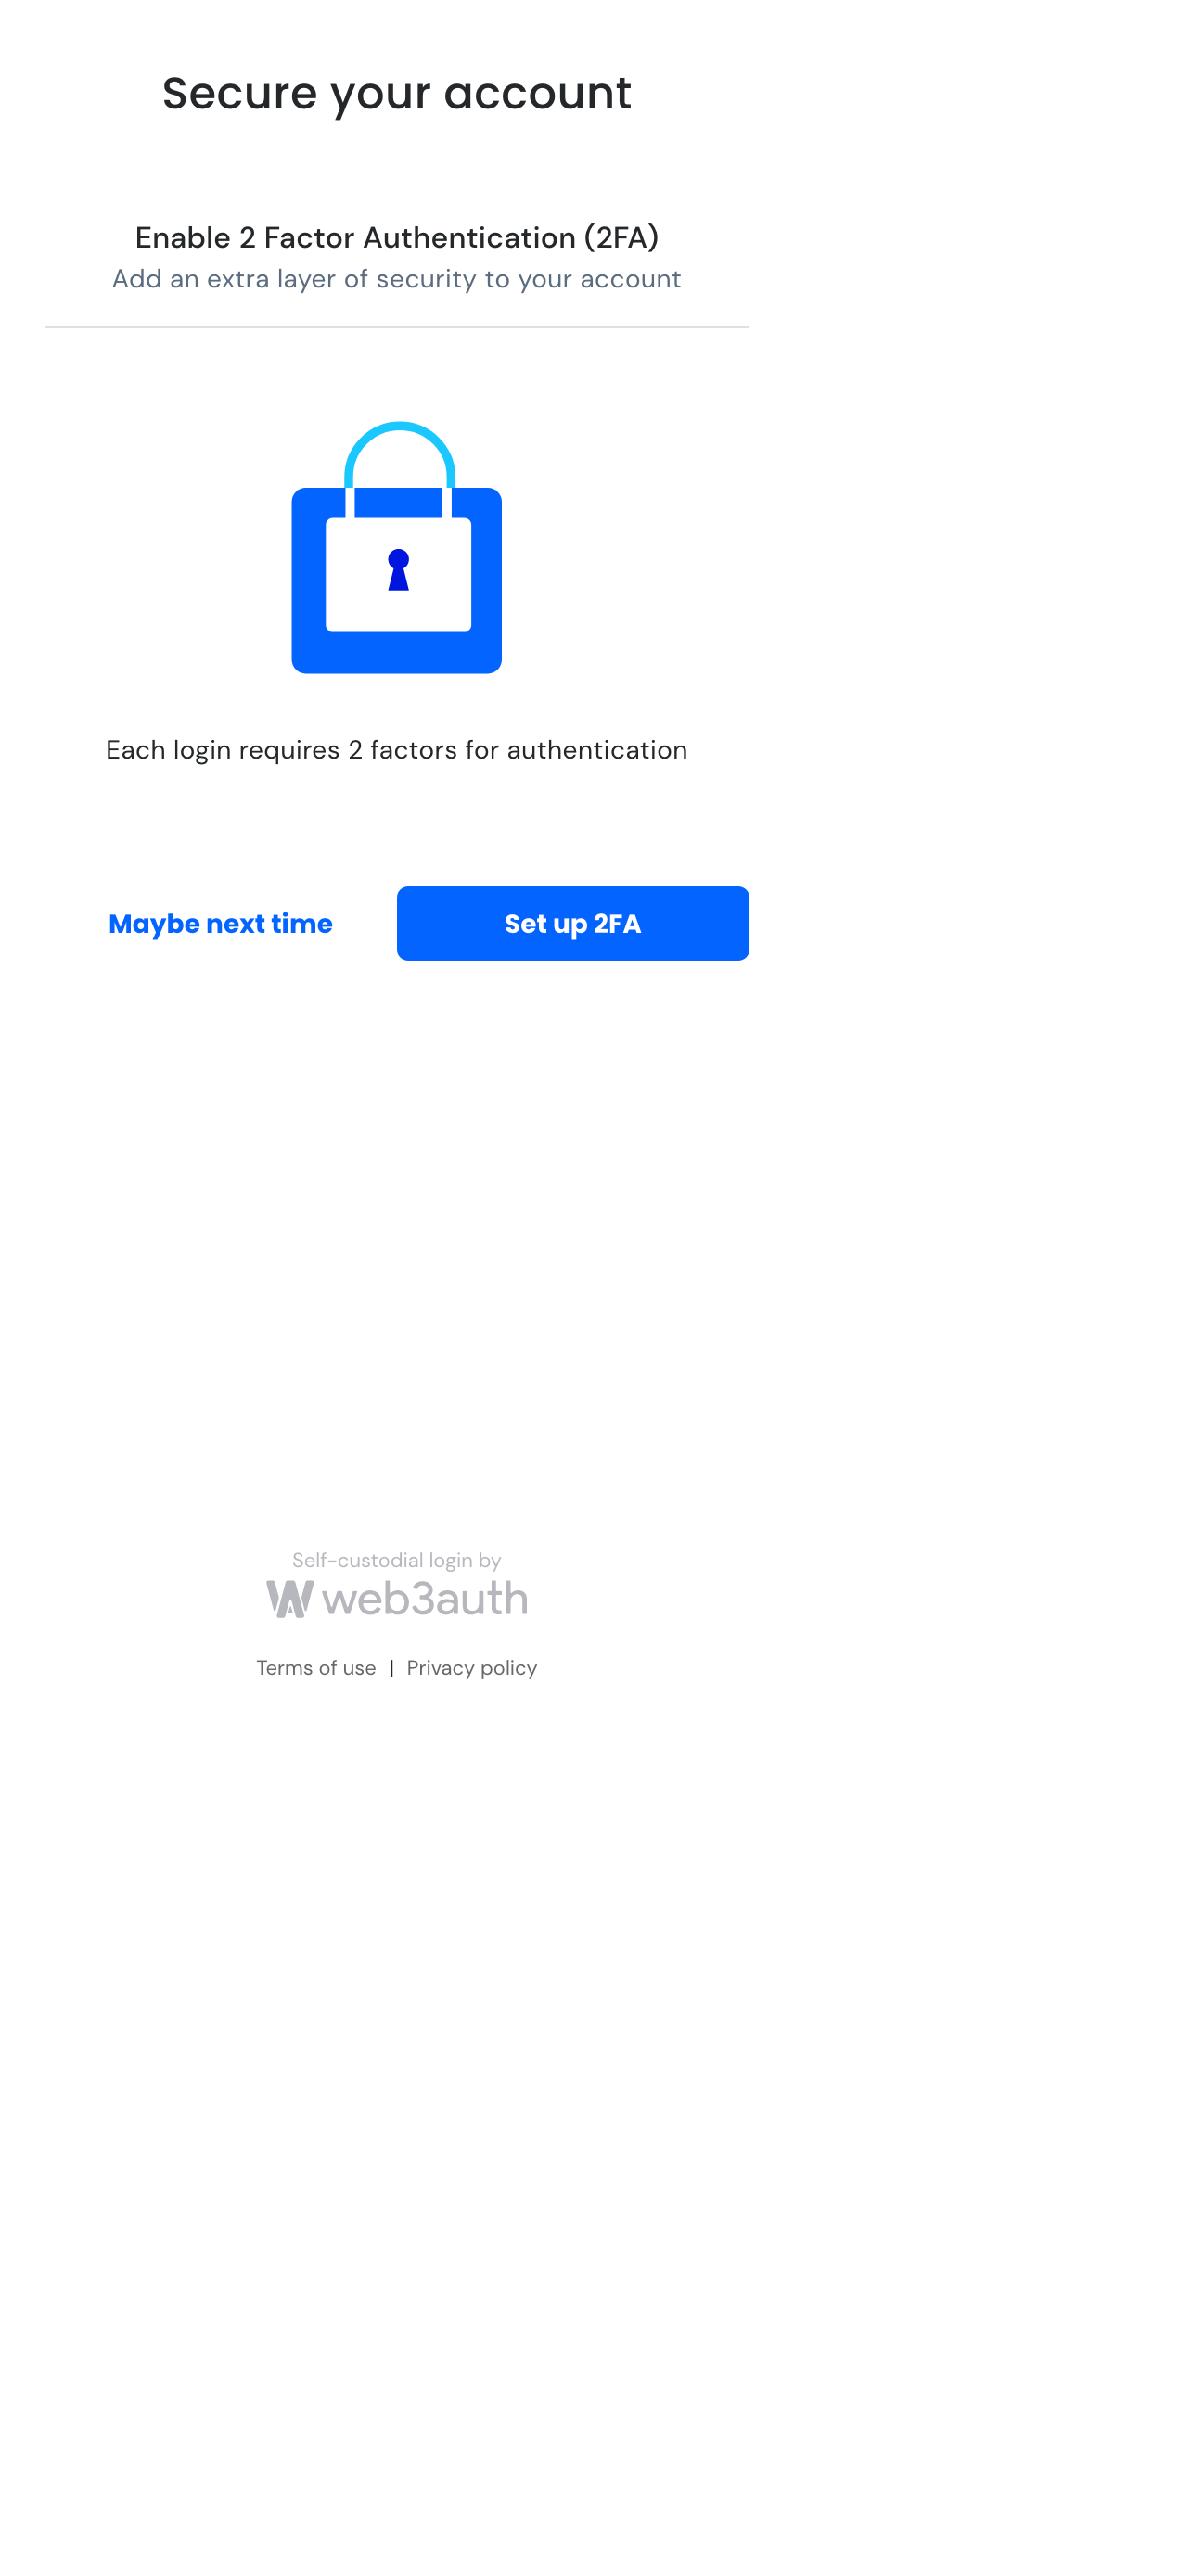 Secure your account
Enable 2 Factor Authentication (2FA)
Add an extra layer of security to your account
Each login requires 2 factors for authentication
Maybe next time
Set up 2FA
Self-custodial login by
web3auth
Terms of use | Privacy policy